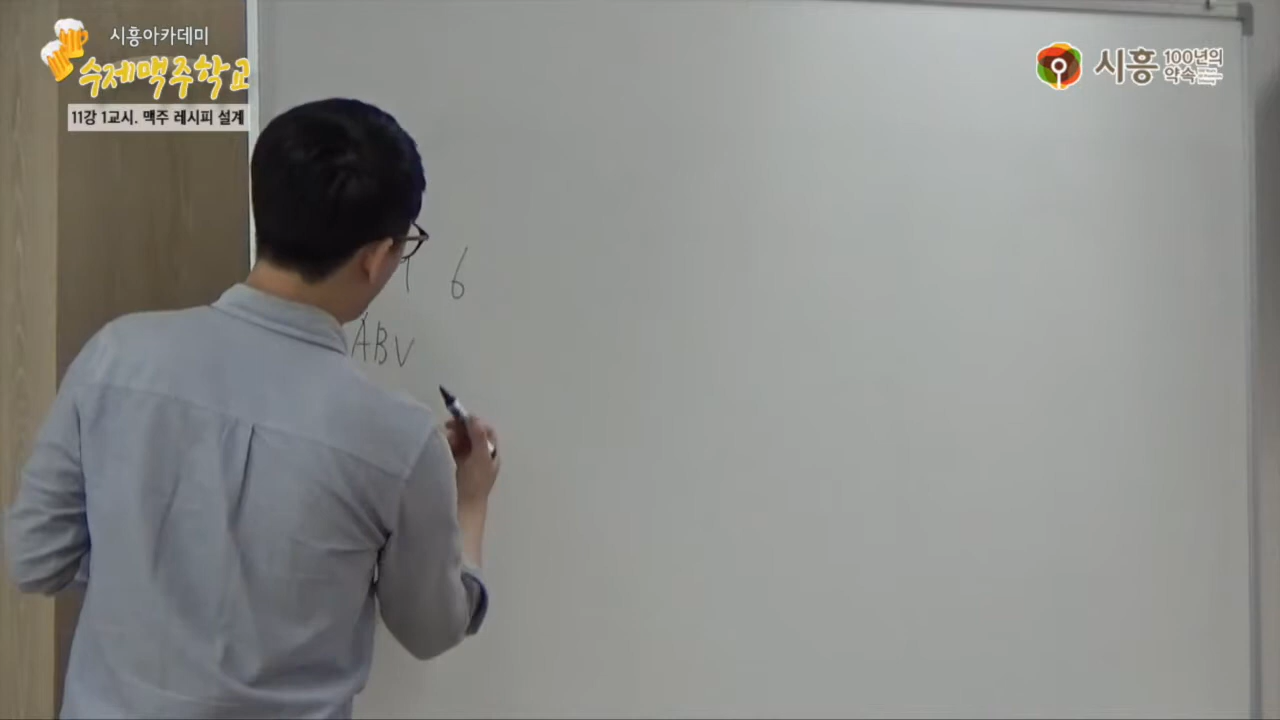 시흥아카데미
수제맥주학교
11강 1교시. 맥주 레시피 설계
시흥 100년의
약속
6
ABV